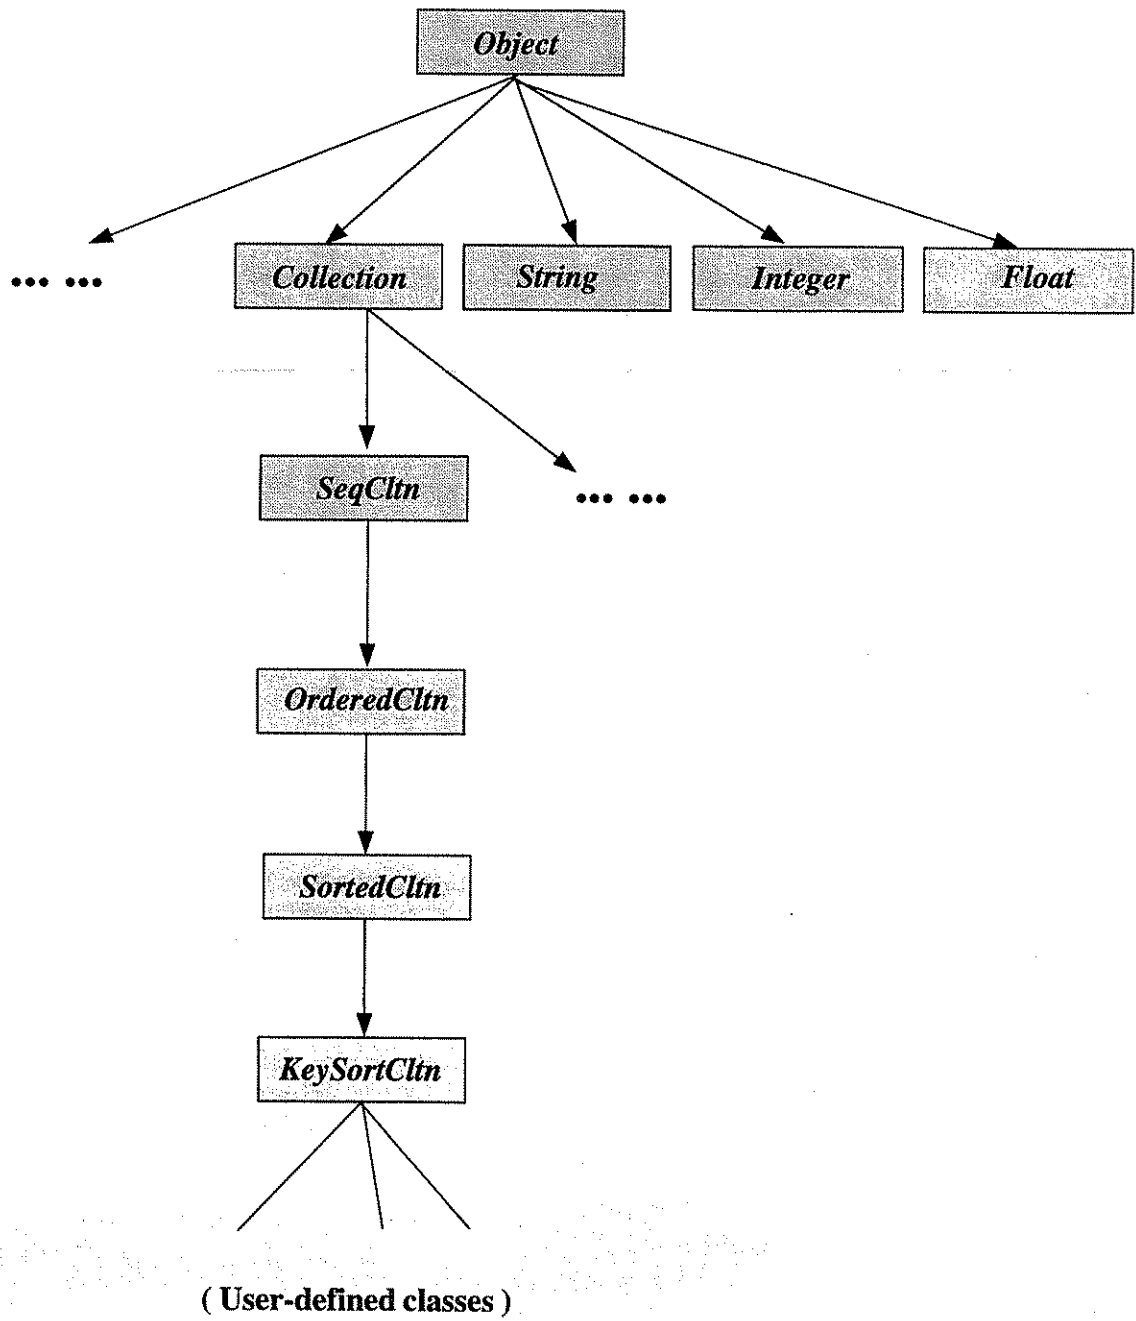 Object
... ...
Collection
String
Integer
Float
SeqCltn
... ...
OrderedCltn
SortedCltn
KeySortCltn
( User-defined classes )